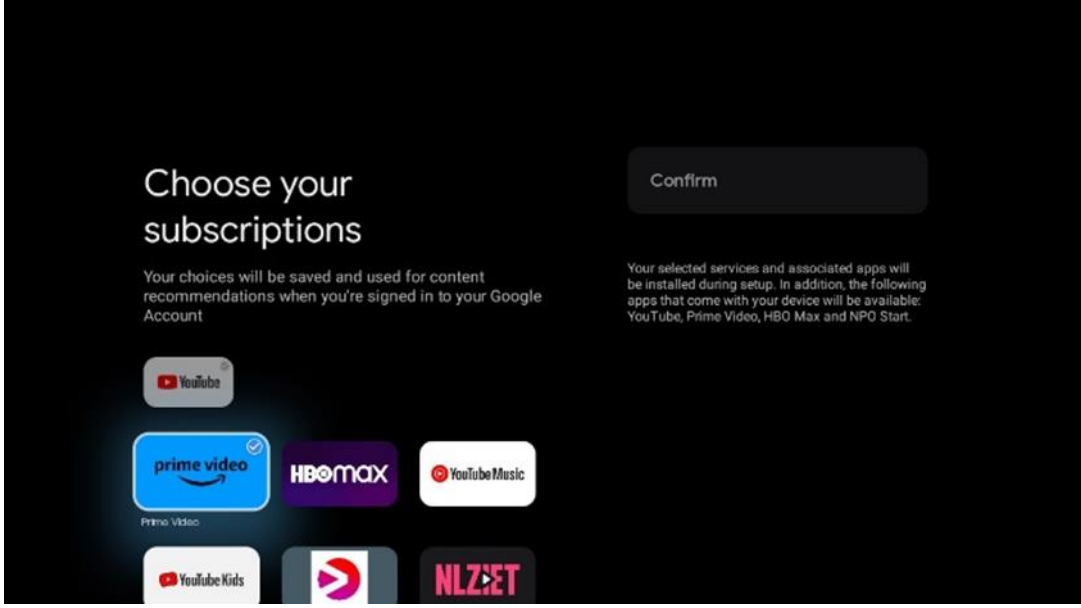 Choose your
subscriptions
Your choices will be saved and used for content
recommendations when you're signed in to your Google
Account
Confirm
Your selected services and associated apps will
be installed during setup. In addition, the following
apps that come with your device will be available:
YouTube, Prime Video, HBO Max and NPO Start.
YouTube
prime video
HBOmax
YouTube Music
Prime Video
YouTube Kids
NLZIET